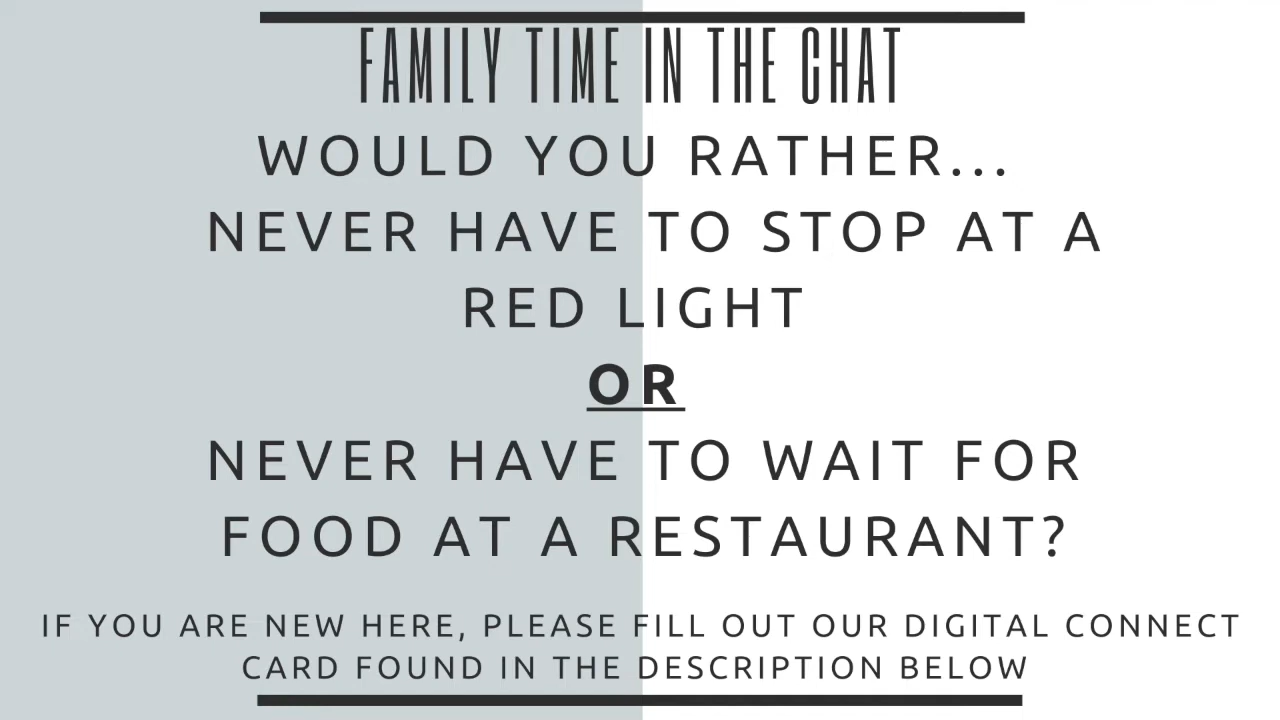 FAMILY TIME IN THE CHAT
WOULD YOU RATHER...
NEVER HAVE TO STOP AT A
RED LIGHT
OR
NEVER HAVE TO WAIT FOR
FOOD AT A RESTAURANT?
IF YOU ARE NEW HERE, PLEASE FILL OUT OUR DIGITAL CONNECT
CARD FOUND IN THE DESCRIPTION BELOW